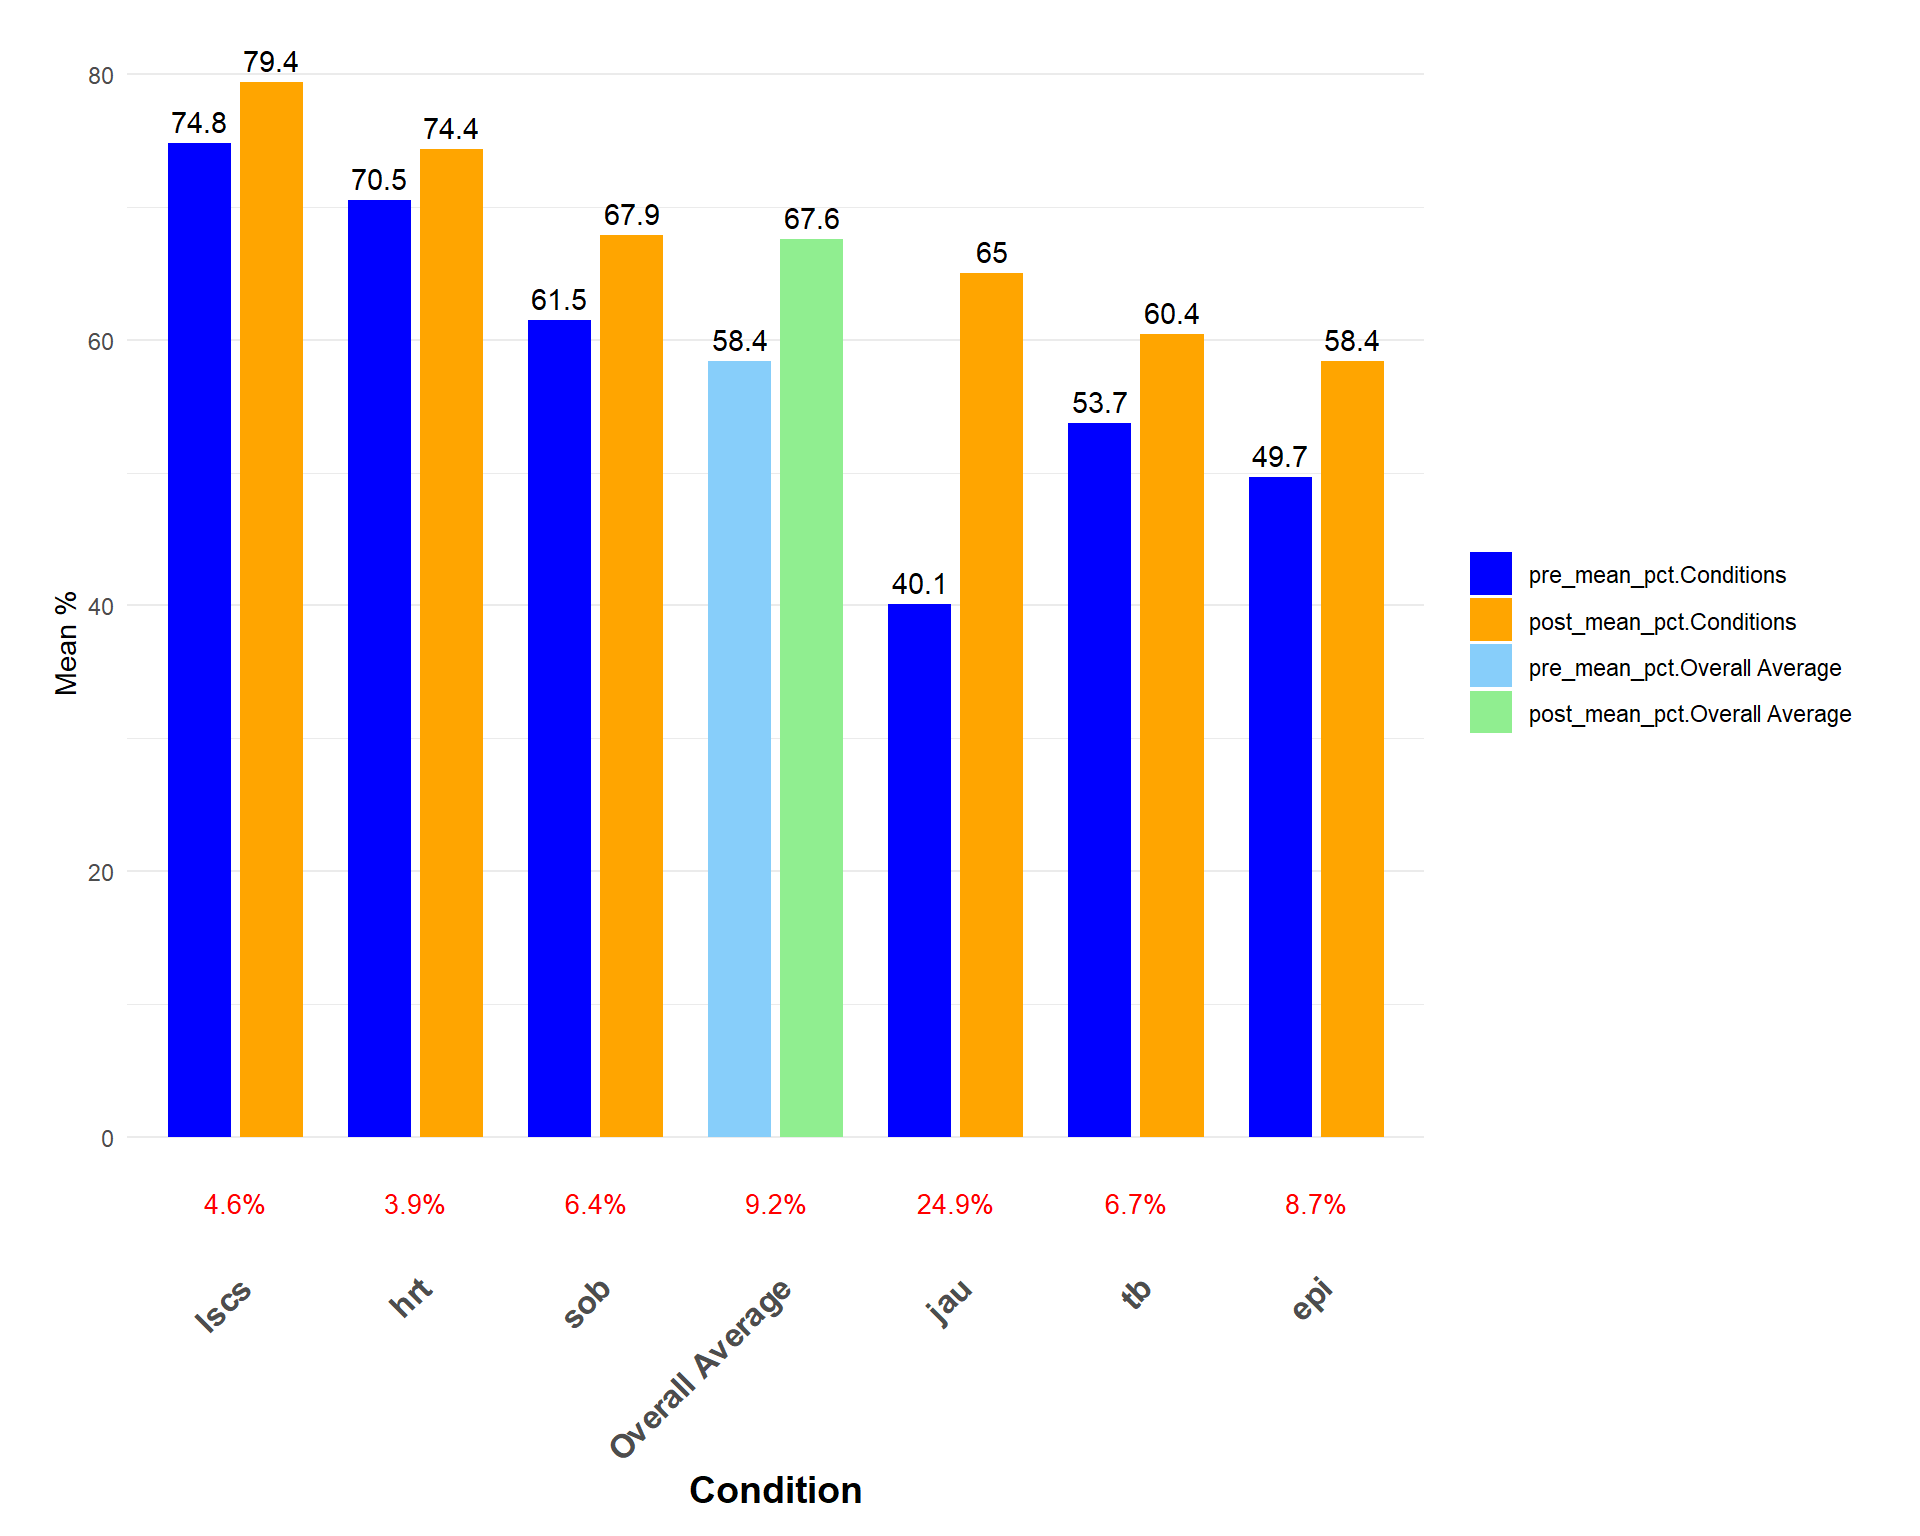 79.4
74.8
74.4
70.5
67.9
61.5
67.6
58.4
65
40.1
60.4
53.7
58.4
49.7
80
60
40
20
0
Mean %
4.6%
3.9%
6.4%
9.2%
24.9%
6.7%
8.7%
lscs
hrt
sob
Overall Average
jau
tb
epi
Condition
pre_mean_pct.Conditions
post_mean_pct.Conditions
pre_mean_pct.Overall Average
post_mean_pct.Overall Average